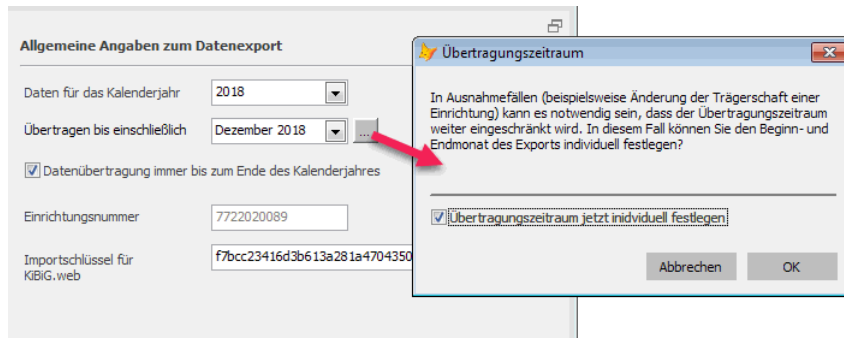 Allgemeine Angaben zum Datenexport
Daten für das Kalenderjahr
2018
Übertragen bis einschließlich
Dezember 2018
...
Datenübertragung immer bis zum Ende des Kalenderjahres
Einrichtungsnummer
7722020089
Importschlüssel für
KiBiG.web
f7bcc23416d3b613a281a4704350
Übertragungszeitraum
In Ausnahmefällen (beispielsweise Änderung der Trägerschaft einer
Einrichtung) kann es notwendig sein, dass der Übertragungszeitraum
weiter eingeschränkt wird. In diesem Fall können Sie den Beginn- und
Endmonat des Exports individuell festlegen?
Übertragungszeitraum jetzt inidviduell festlegen
Abbrechen
OK